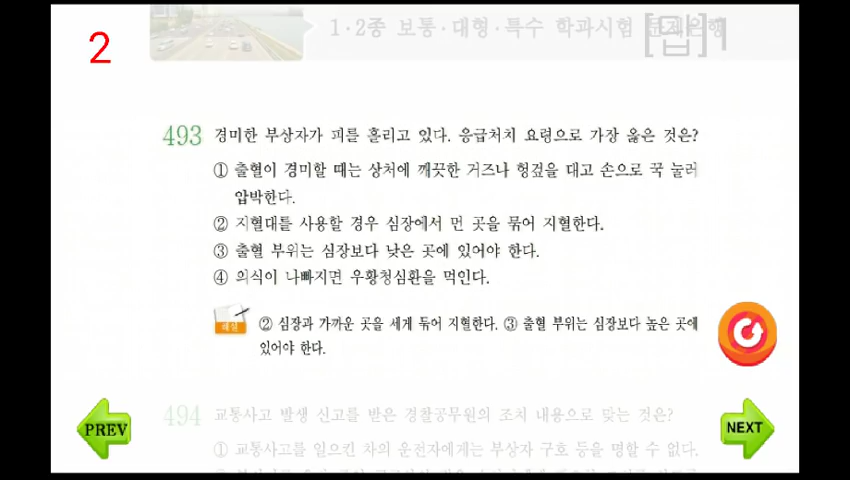 2
1·2종 보통·대형·특수 학과시험 문제은행
[답]1
493 경미한 부상자가 피를 흘리고 있다. 응급처치 요령으로 가장 옳은 것은?
① 출혈이 경미할 때는 상처에 깨끗한 거즈나 헝겊을 대고 손으로 꾹 눌러
압박한다.
② 지혈대를 사용할 경우 심장에서 먼 곳을 묶어 지혈한다.
③ 출혈 부위는 심장보다 낮은 곳에 있어야 한다.
④ 의식이 나빠지면 우황청심환을 먹인다.
해설 ② 심장과 가까운 곳을 세게 묶어 지혈한다. ③ 출혈 부위는 심장보다 높은 곳에
있어야 한다.
PREV
NEXT
494 교통사고 발생 신고를 받은 경찰공무원의 조치 내용으로 맞는 것은?
① 교통사고를 일으킨 차의 운전자에게는 부상자 구호 등을 명할 수 없다.